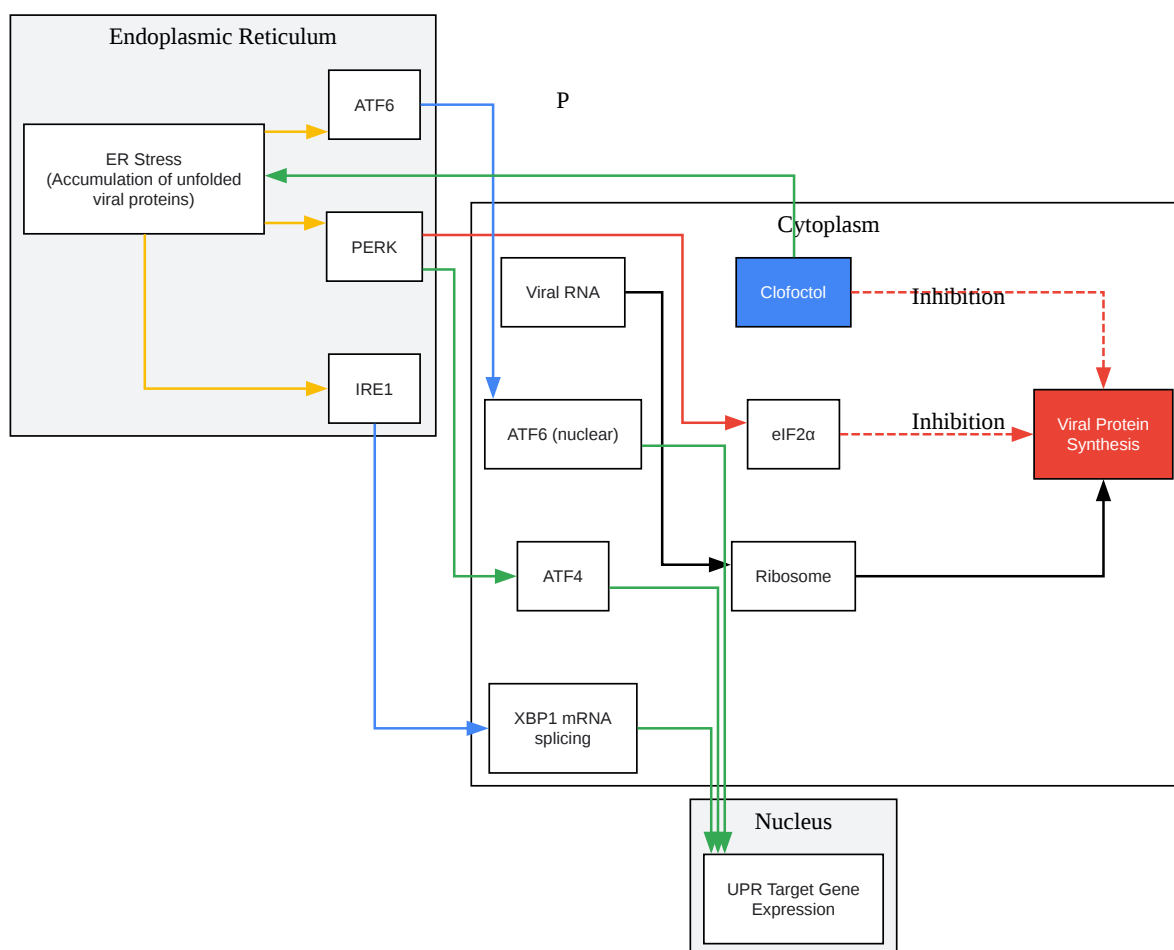 Endoplasmic Reticulum
ATF6
P
ER Stress
(Accumulation of unfolded
viral proteins)
PERK
Cytoplasm
Viral RNA
Clofoctol
Inhibition
IRE1
ATF6 (nuclear)
eIF2α
Inhibition
Viral Protein
Synthesis
ATF4
Ribosome
XBP1 mRNA
splicing
Nucleus
UPR Target Gene
Expression